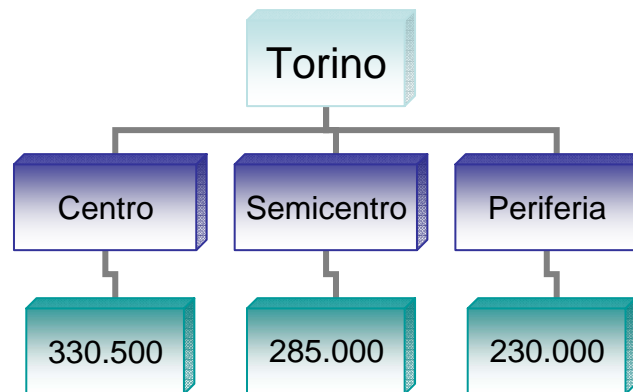 Torino
Centro
Semicentro
Periferia
330.500
285.000
230.000